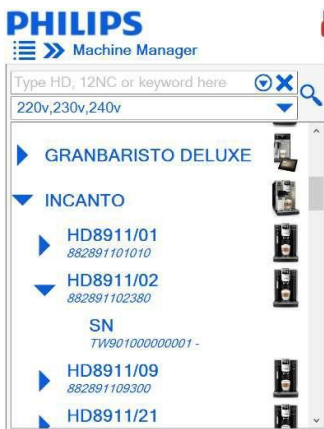 PHILIPS
Machine Manager
Type HD, 12NC or keyword here
220v,230v,240v
GRANBARISTO DELUXE
INCANTO
HD8911/01
882891101010
HD8911/02
882891102380
SN
TW901000000001 -
HD8911/09
882891109300
HD8911/21